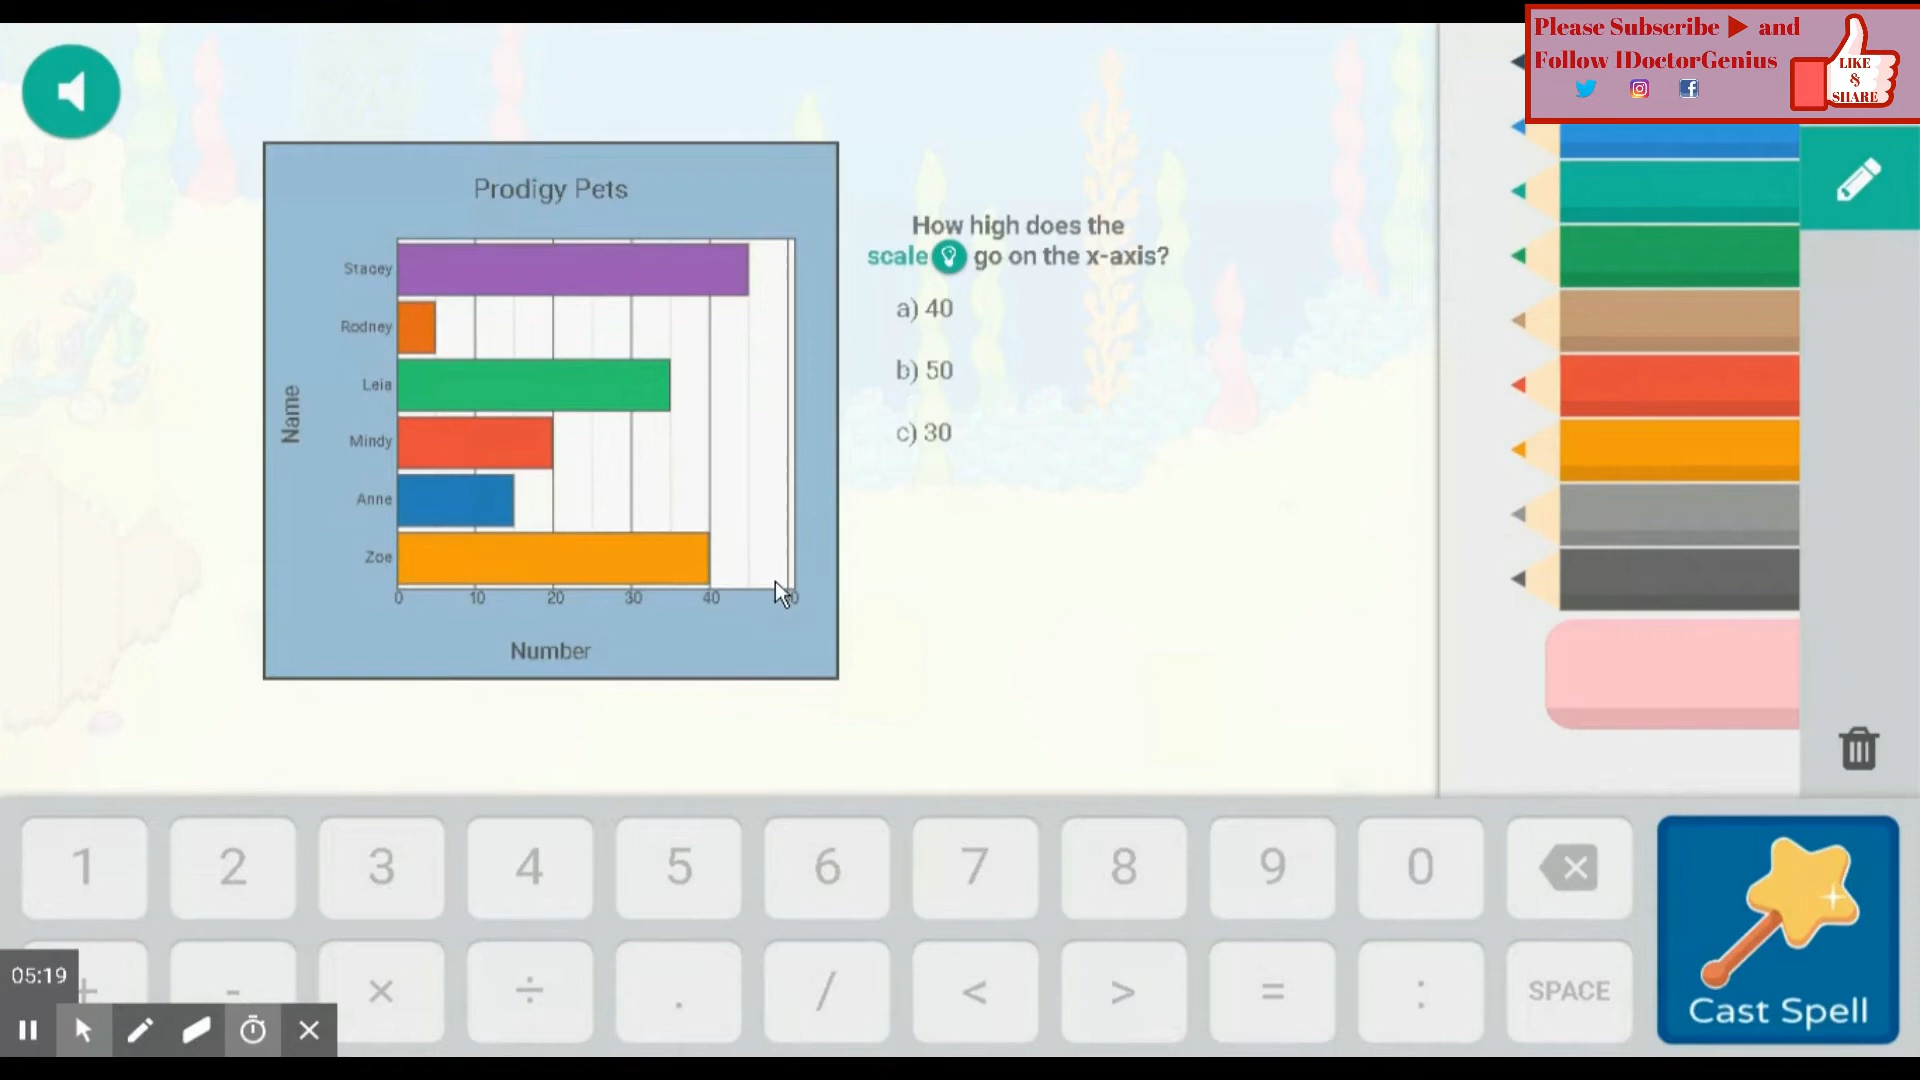 Please Subscribe ▶ and
Follow 1DoctorGenius
LIKE
&
SHARE
Prodigy Pets
Stacey
Rodney
Leia
Mindy
Anne
Zoe
Name
0 10 20 30 40
Number
How high does the
scale go on the x-axis?
a) 40
b) 50
c) 30
1 2 3 4 5 6 7 8 9 0
+ - × ÷ . / < > = : SPACE
Cast Spell
05:19